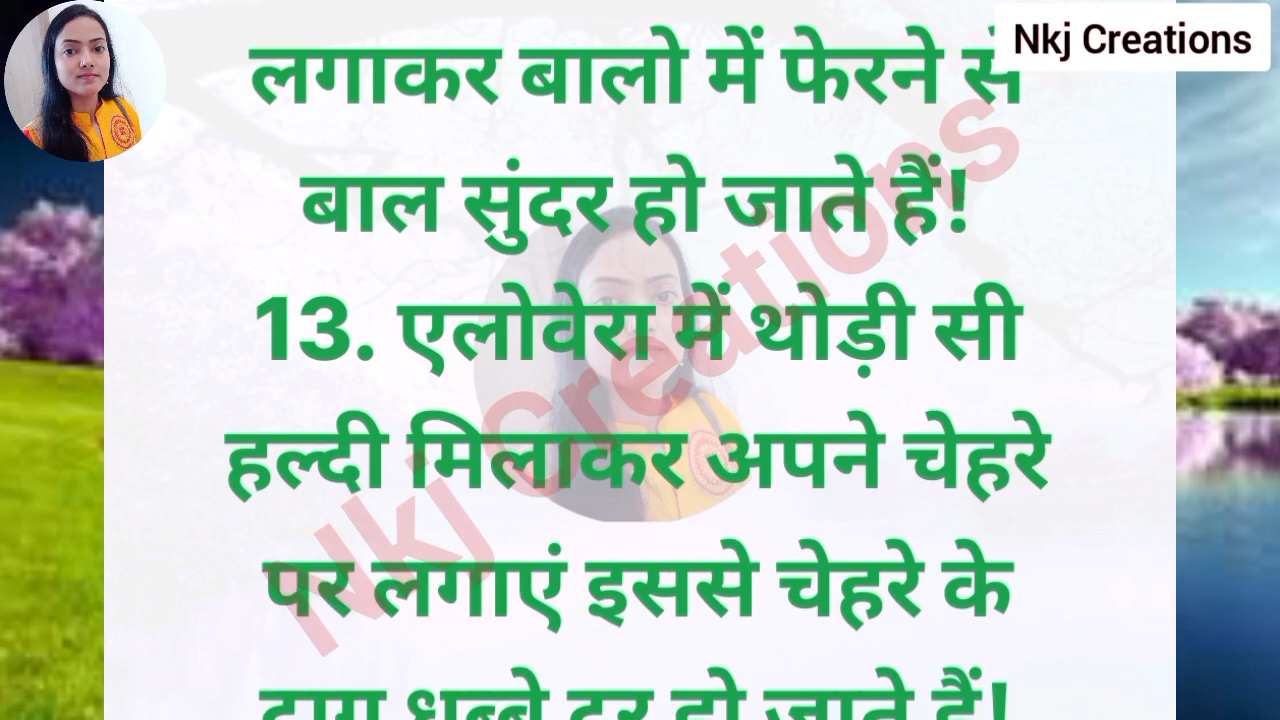 Nkj Creations
लगाकर बालो में फेरने से
बाल सुंदर हो जाते हैं!
13. एलोवेरा में थोड़ी सी
हल्दी मिलाकर अपने चेहरे
पर लगाएं इससे चेहरे के
दाग धब्बे दूर हो जाते हैं!
Nkj Creations